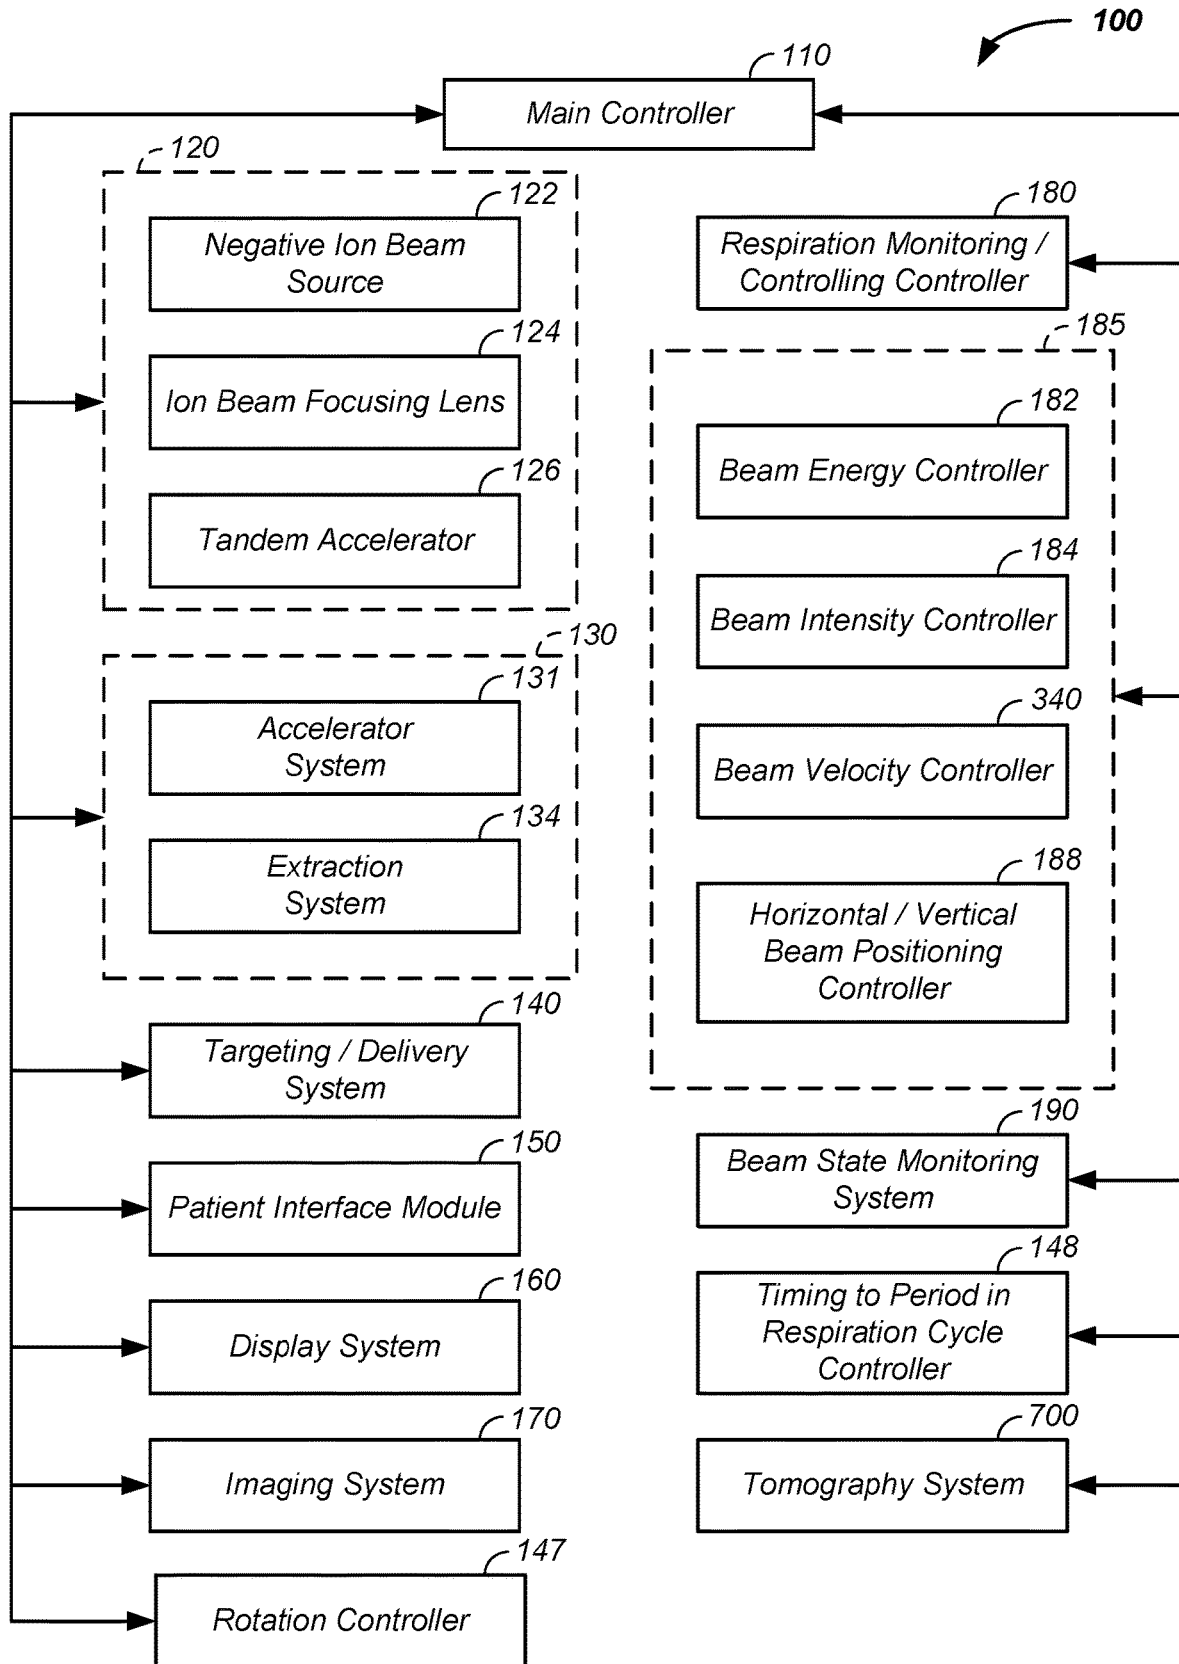 100
110
Main Controller
120
122
Negative Ion Beam
Source
124
Ion Beam Focusing Lens
126
Tandem Accelerator
130
131
Accelerator
System
134
Extraction
System
140
Targeting / Delivery
System
150
Patient Interface Module
160
Display System
170
Imaging System
147
Rotation Controller
180
Respiration Monitoring /
Controlling Controller
185
182
Beam Energy Controller
184
Beam Intensity Controller
340
Beam Velocity Controller
188
Horizontal / Vertical
Beam Positioning
Controller
190
Beam State Monitoring
System
148
Timing to Period in
Respiration Cycle
Controller
700
Tomography System